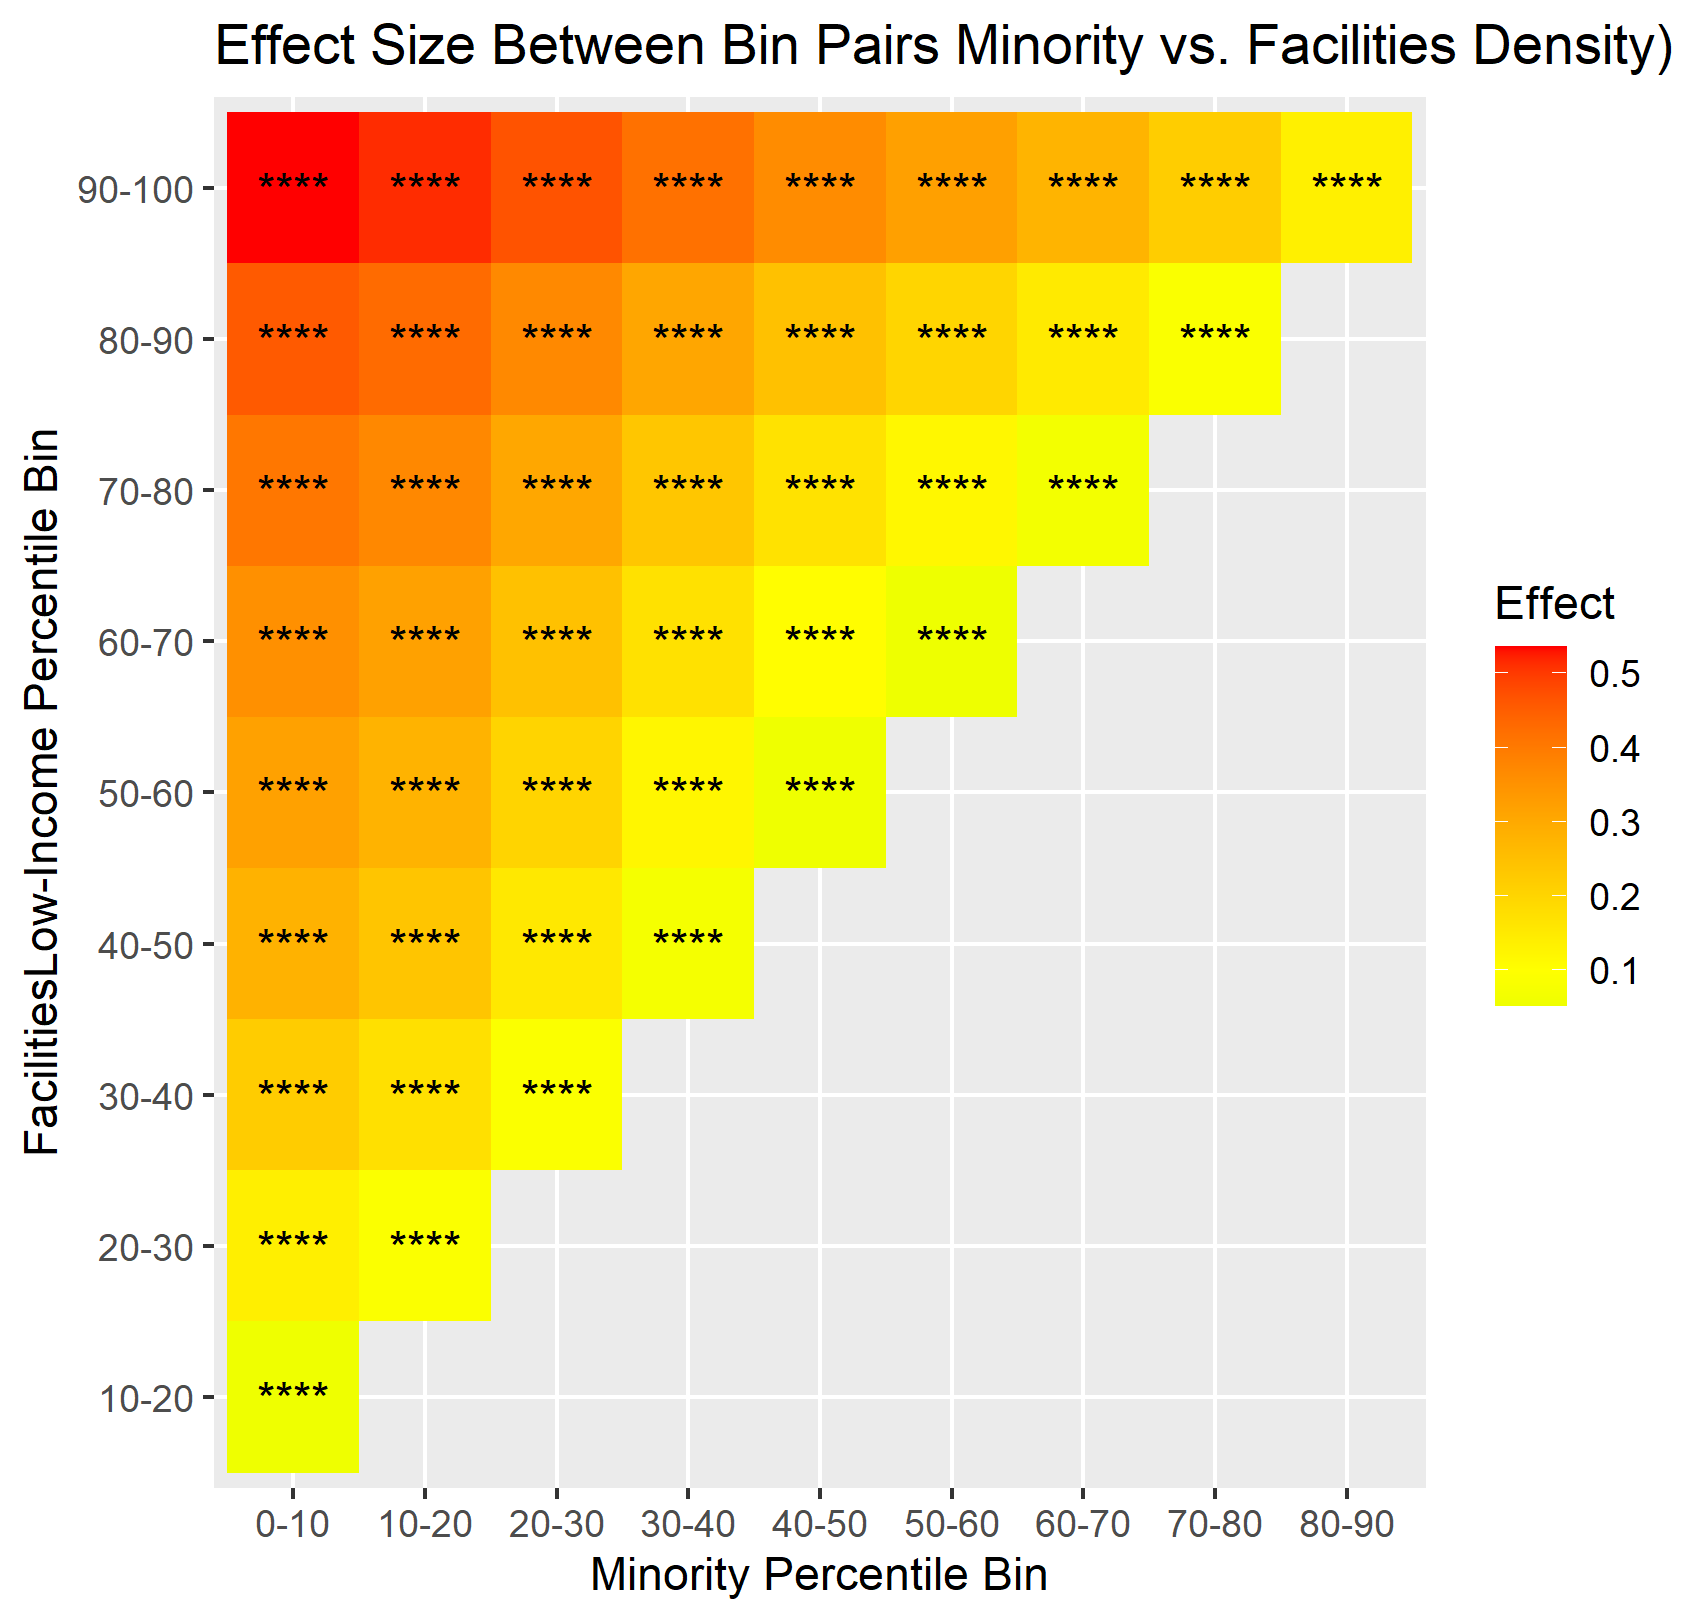 Effect Size Between Bin Pairs Minority vs. Facilities Density)
FacilitiesLow-Income Percentile Bin
90-100 **** **** **** **** **** **** **** **** ****
80-90 **** **** **** **** **** **** **** ****
70-80 **** **** **** **** **** **** ****
60-70 **** **** **** **** **** ****
50-60 **** **** **** **** ****
40-50 **** **** **** ****
30-40 **** **** ****
20-30 **** ****
10-20 ****
0-10 10-20 20-30 30-40 40-50 50-60 60-70 70-80 80-90
Minority Percentile Bin
Effect
0.5
0.4
0.3
0.2
0.1